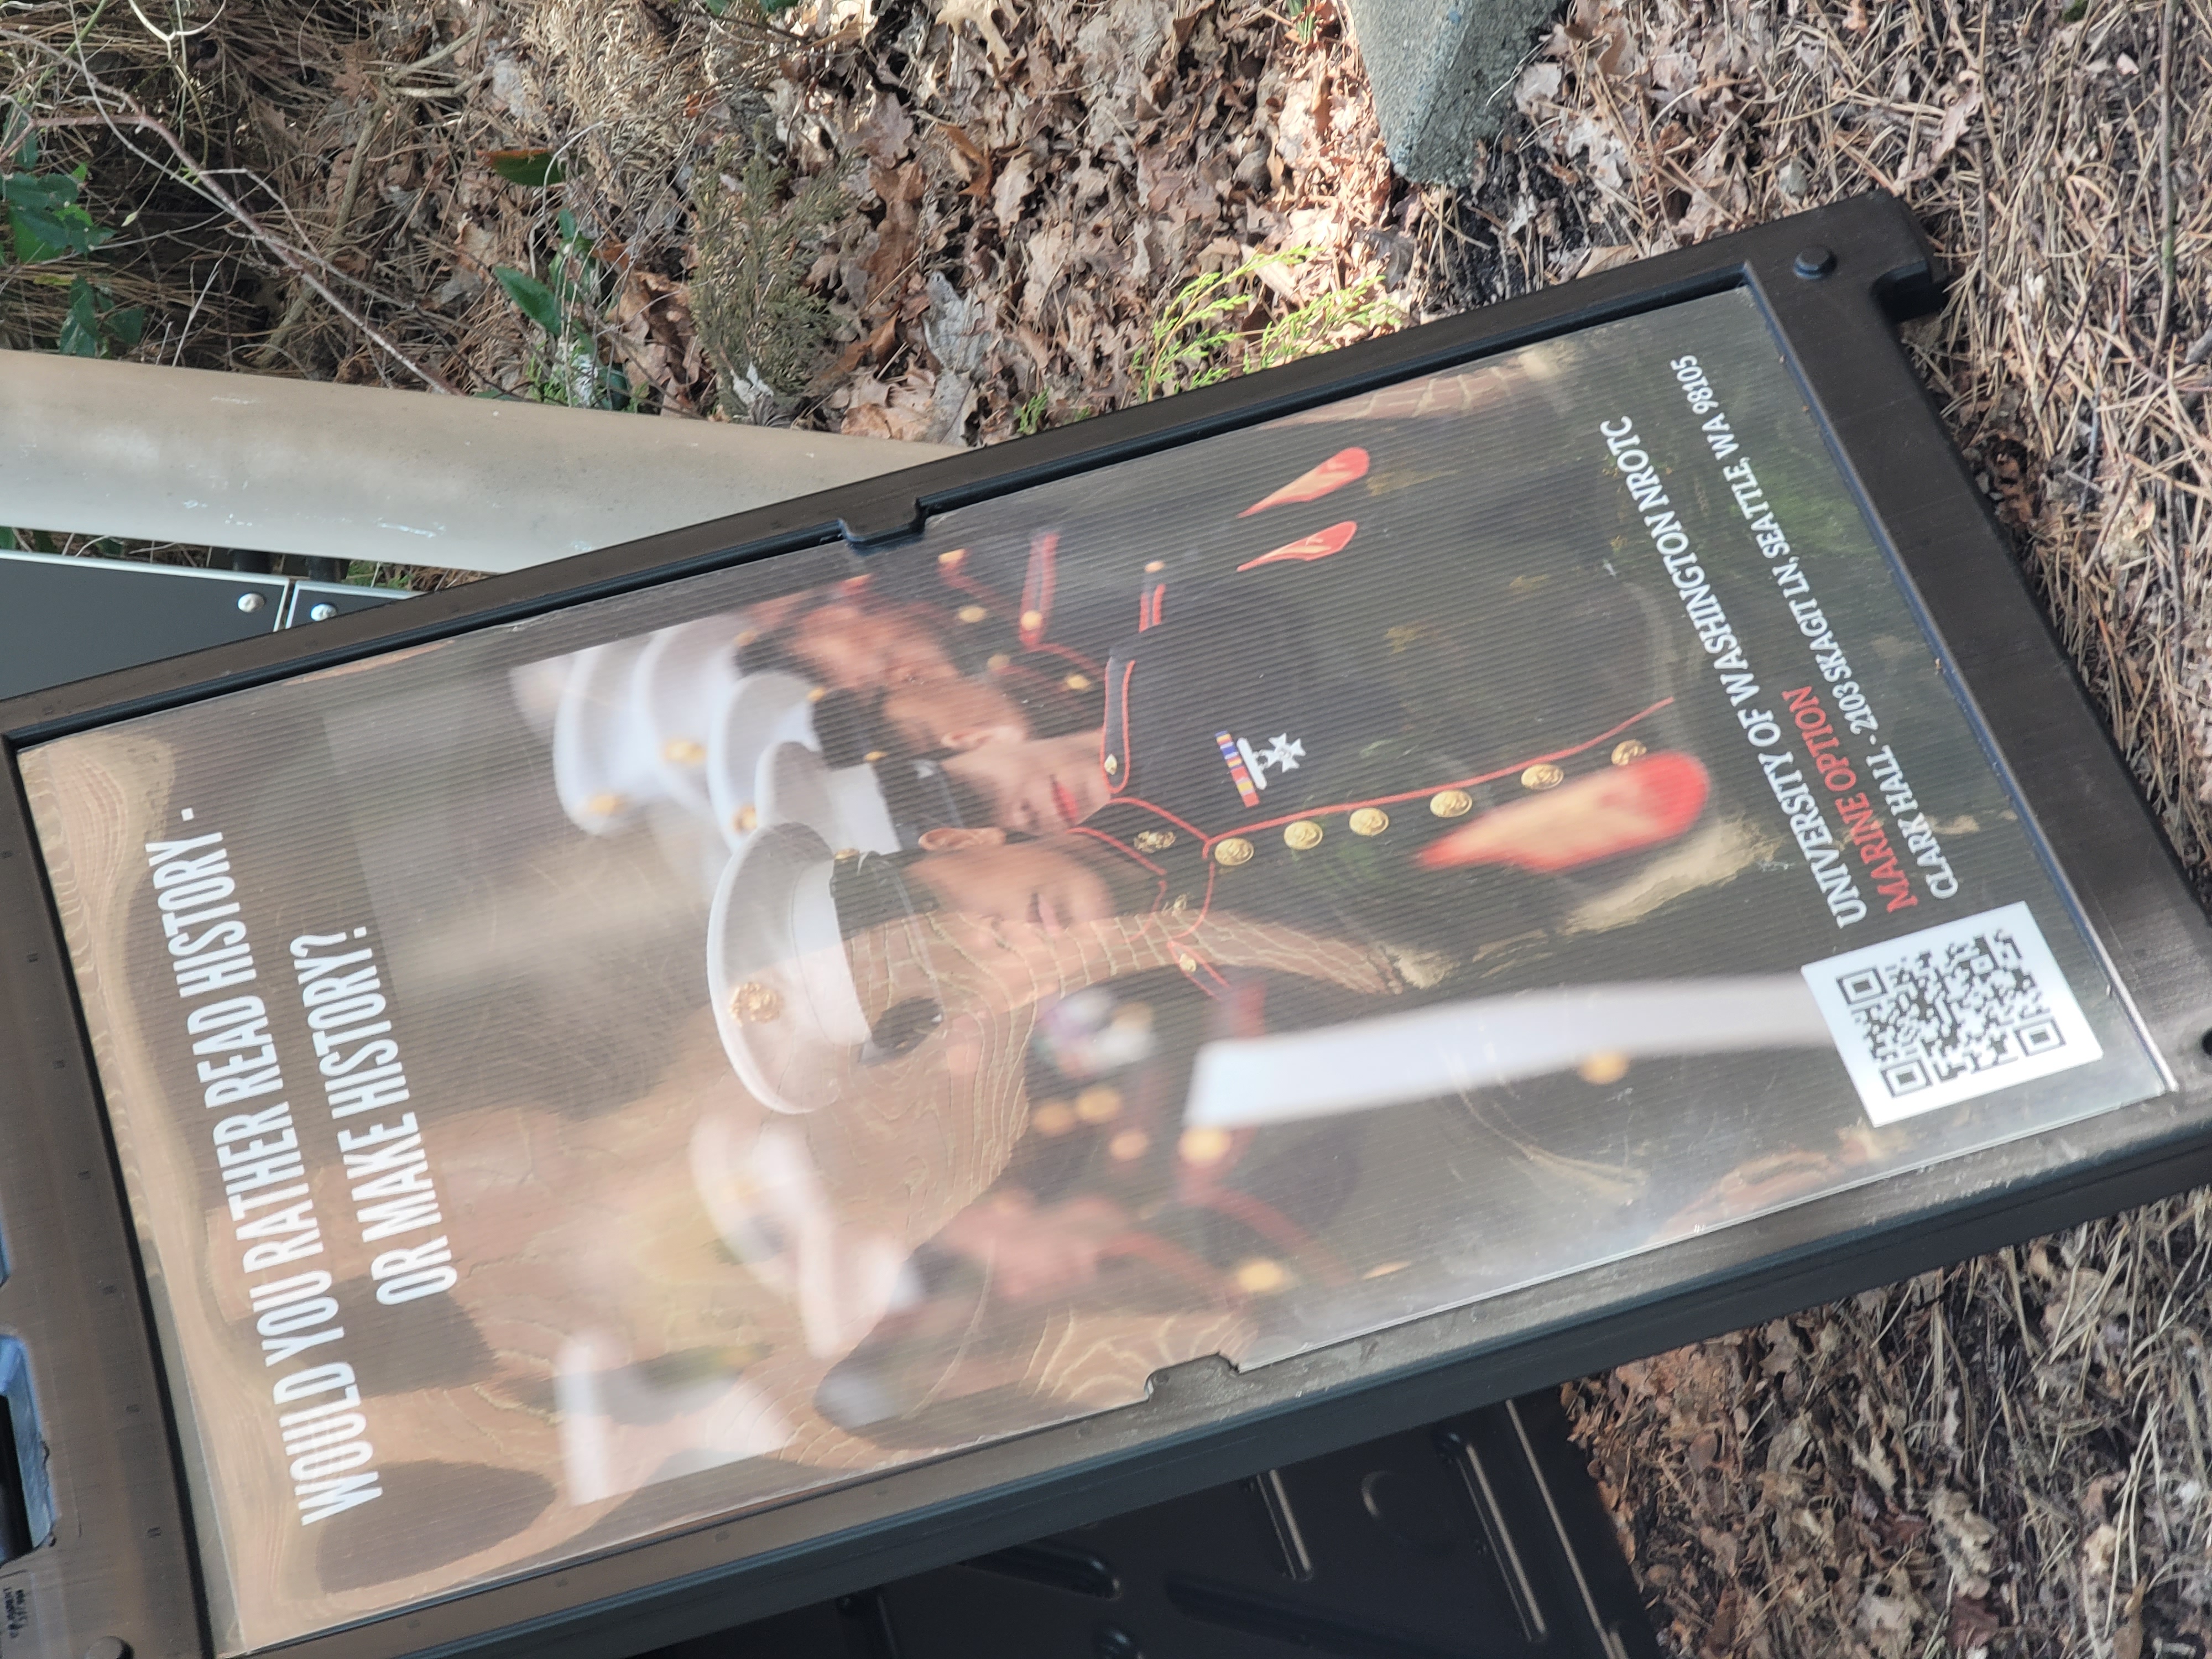 WOULD YOU RATHER READ HISTORY -
OR MAKE HISTORY?
UNIVERSITY OF WASHINGTON NROTC
MARINE OPTION
CLARK HALL - 2103 SKAGIT LN, SEATTLE, WA 98105